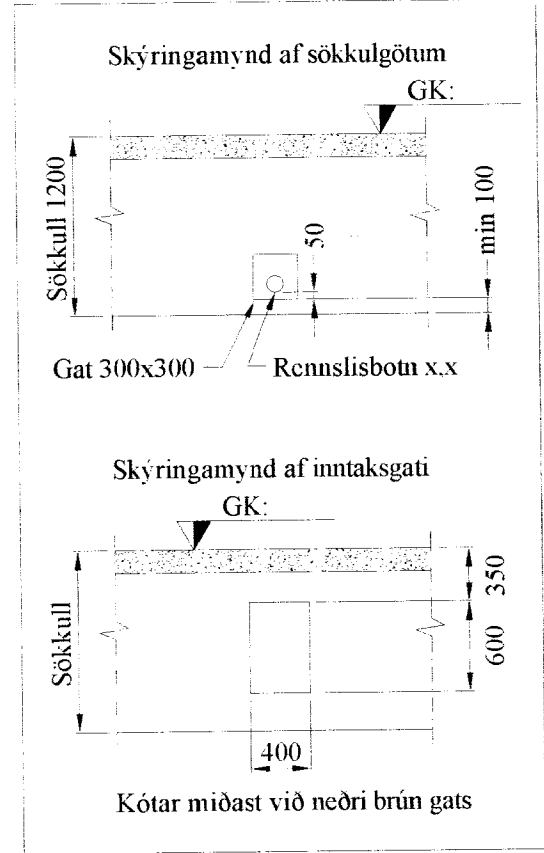 Skýringamynd af sökkulgötum
GK:
Sökkull 1200
50
min 100
Gat 300x300
Rennslisbotn x,x
Skýringamynd af inntaksgati
GK:
Sökkull
350
600
400
Kótar miðast við neðri brún gats